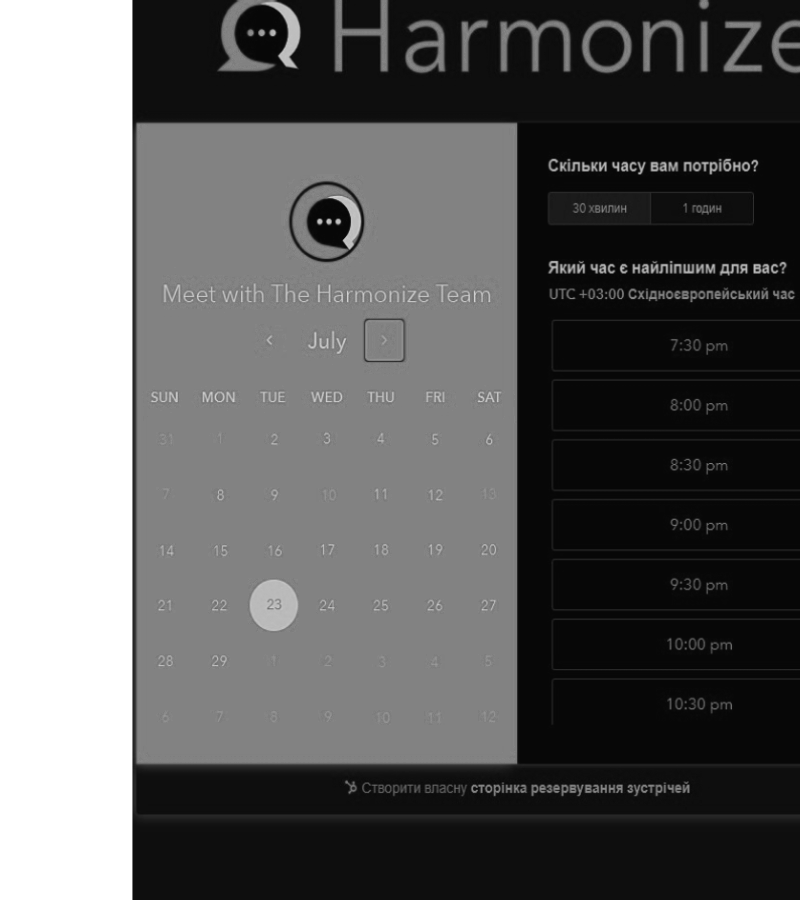 Harmonize
Meet with The Harmonize Team
July
SUN MON TUE WED THU FRI SAT
31 1 2 3 4 5 6
7 8 9 10 11 12 13
14 15 16 17 18 19 20
21 22 23 24 25 26 27
28 29 1 2 3 4 5
6 7 8 9 10 11 12
Скільки часу вам потрібно?
30 хвилин 1 годин
Який час є найліпшим для вас?
UTC +03:00 Східноєвропейський час
7:30 pm
8:00 pm
8:30 pm
9:00 pm
9:30 pm
10:00 pm
10:30 pm
Створити власну сторінка резервування зустрічей